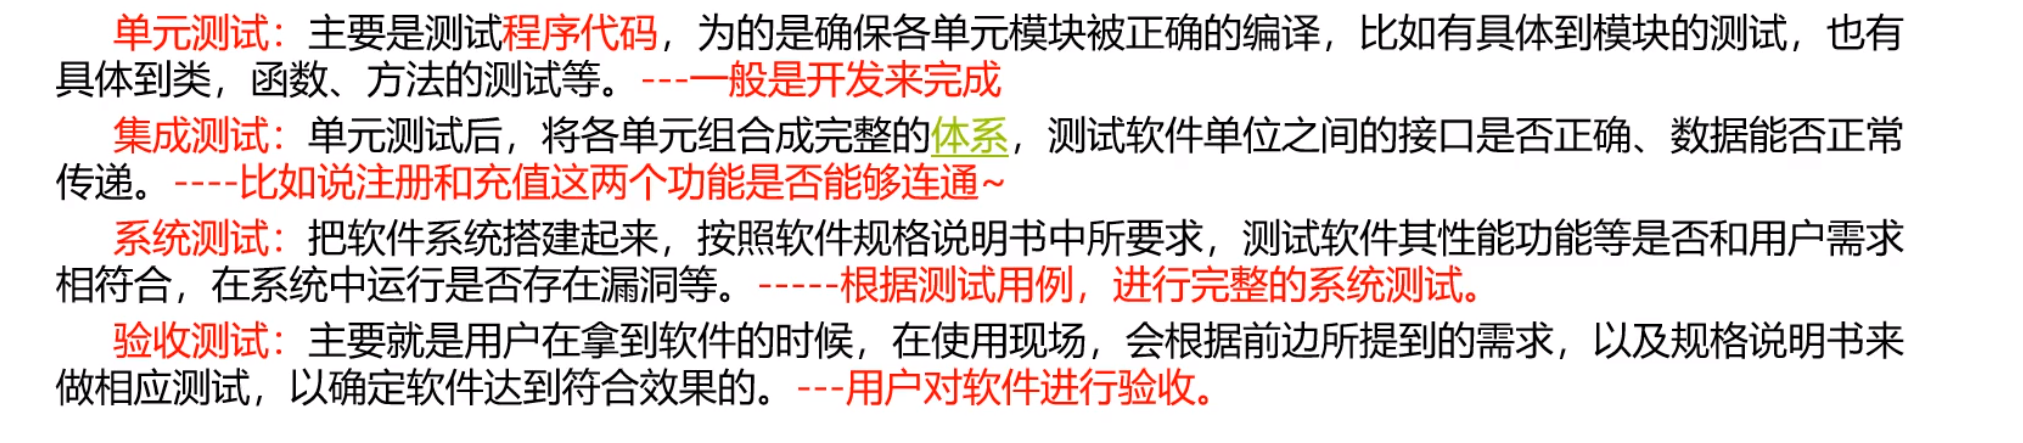 单元测试：主要是测试程序代码，为的是确保各单元模块被正确的编译，比如有具体到模块的测试，也有
具体到类，函数、方法的测试等。---一般是开发来完成
集成测试：单元测试后，将各单元组合成完整的体系，测试软件单位之间的接口是否正确、数据能否正常
传递。----比如说注册和充值这两个功能是否能够连通~
系统测试：把软件系统搭建起来，按照软件规格说明书中所要求，测试软件其性能功能等是否和用户需求
相符合，在系统中运行是否存在漏洞等。-----根据测试用例，进行完整的系统测试。
验收测试：主要就是用户在拿到软件的时候，在使用现场，会根据前边所提到的需求，以及规格说明书来
做相应测试，以确定软件达到符合效果的。---用户对软件进行验收。